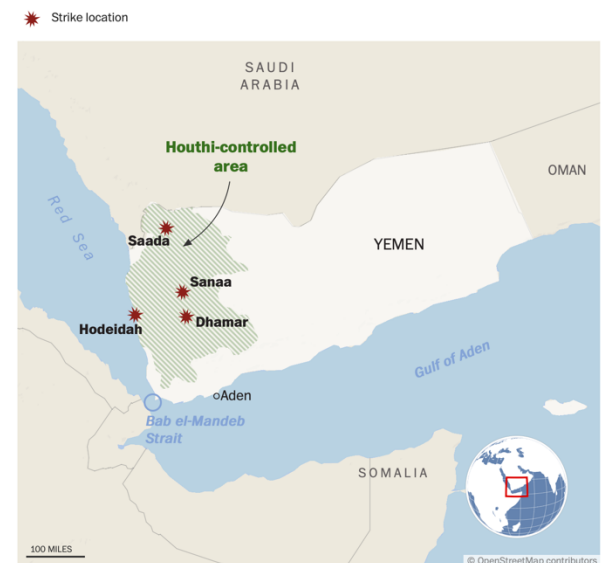 Strike location
SAUDI
ARABIA
Houthi-controlled
area
OMAN
Red Sea
Saada
YEMEN
Sanaa
Hodeidah
Dhamar
Gulf of Aden
Aden
Bab el-Mandeb
Strait
SOMALIA
100 MILES
© OpenStreetMap contributors